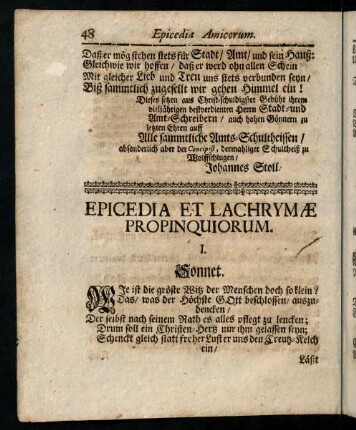 48 Epicedia Amicorum.
Daß er mög stehen stets für Stadt/ Amt/ und sein Hauß:
Gleichwie wir hoffen/ daß er werd ohn allen Schein
Mit gleicher Lieb und Treu uns stets verbunden seyn/
Biß sammtlich zugesellt wir gehen Himmel ein!
Dieses setzen aus Christ-schuldigster Gebühr ihrem
vieljährigen bestverdienten Herrn Stadt- und
Amt-Schreibern/ auch hohen Gönnern zu
letzten Ehren auff
Alle sammtliche Amts-Schultheissen/
absonderlich aber der Concipist, dermahliger Schultheiß zu
Wolffschlugen/
Johannes Stoll.
EPICEDIA ET LACHRYMÆ
PROPINQUIORUM.
I.
Sonnet.
WIe ist die gröste Witz der Menschen doch so klein?
Das/ was der Höchste GOtt beschlossen/ auszu-
dencken/
Der selbst nach seinem Rath es alles pflegt zu lencken;
Drum soll ein Christen-Hertz nur ihm gelassen seyn;
Schenckt gleich statt froher Lust er uns den Creutz-Kelch
ein/
Läßt